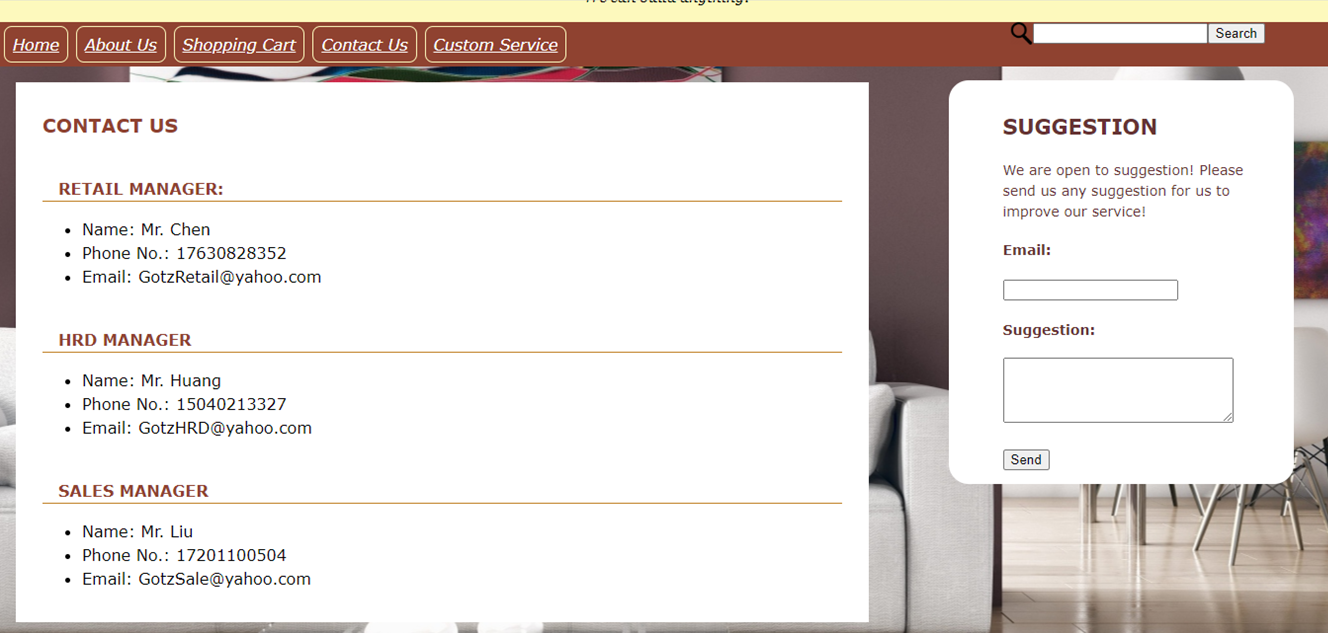 Home
About Us
Shopping Cart
Contact Us
Custom Service
Search
CONTACT US
RETAIL MANAGER:
Name: Mr. Chen
Phone No.: 17630828352
Email: GotzRetail@yahoo.com
HRD MANAGER
Name: Mr. Huang
Phone No.: 15040213327
Email: GotzHRD@yahoo.com
SALES MANAGER
Name: Mr. Liu
Phone No.: 17201100504
Email: GotzSale@yahoo.com
SUGGESTION
We are open to suggestion! Please
send us any suggestion for us to
improve our service!
Email:
Suggestion:
Send